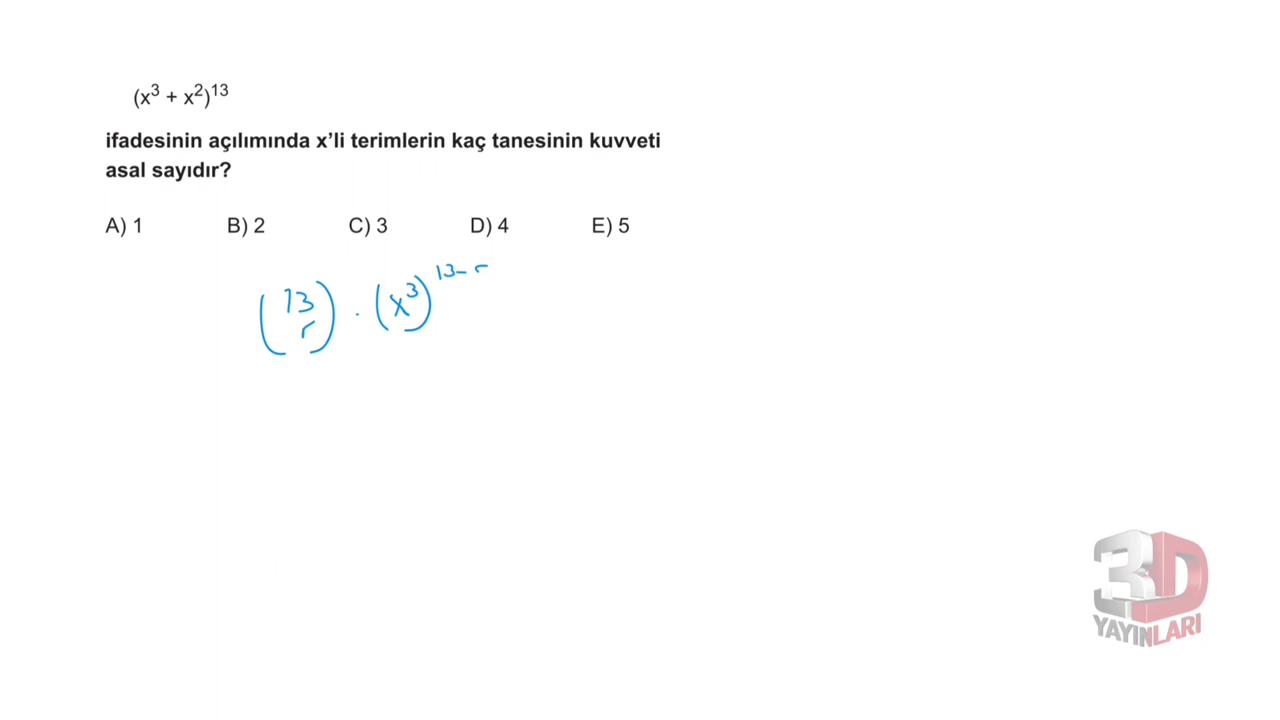 (x³ + x²)¹³
ifadesinin açılımında x’li terimlerin kaç tanesinin kuvveti
asal sayıdır?
A) 1 B) 2 C) 3 D) 4 E) 5
(13 r) · (x³)¹³⁻ʳ
3D
YAYINLARI